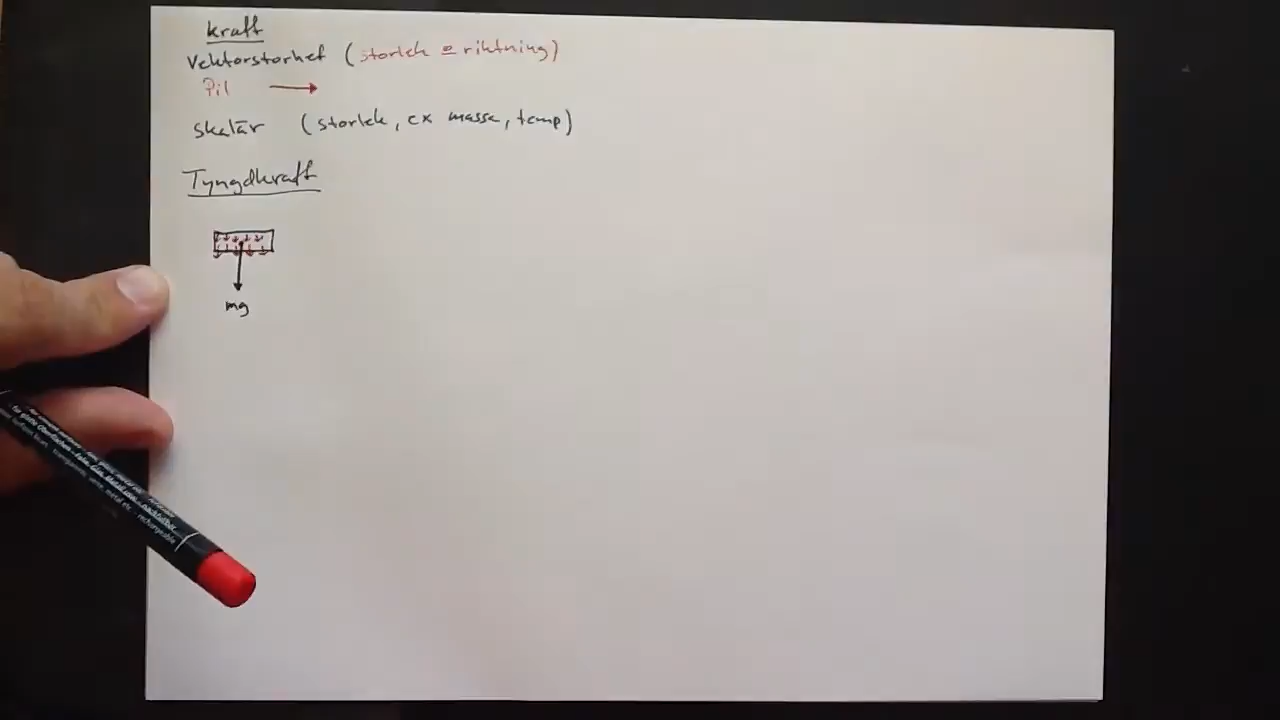 kraft
Vektorstorhet (storlek o riktning)
Pil
skalär (storlek, ex massa, temp)
Tyngdkraft
mg